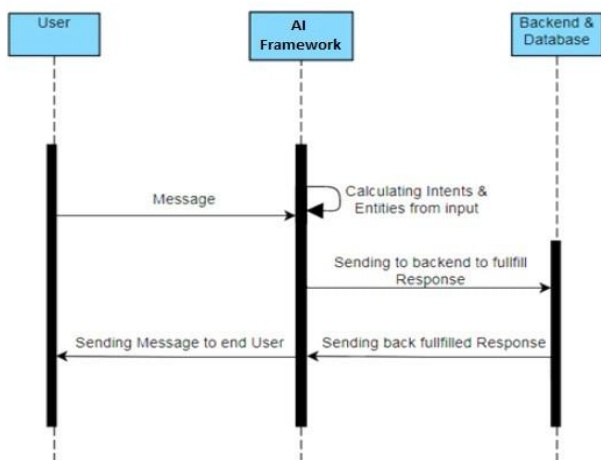 User
AI
Framework
Backend &
Database
Message
Calculating Intents &
Entities from input
Sending to backend to fullfill
Response
Sending Message to end User
Sending back fullfilled Response